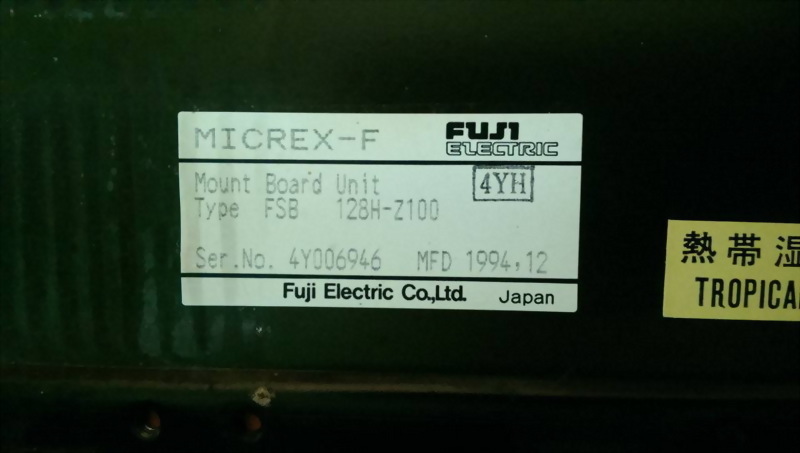 MICREX-F
FUJI
ELECTRIC
Mount Board Unit
4YH
Type FSB 128H-Z100
Ser.No. 4Y006946 MFD 1994,12
Fuji Electric Co.,Ltd. Japan
熱帯湿
TROPICA